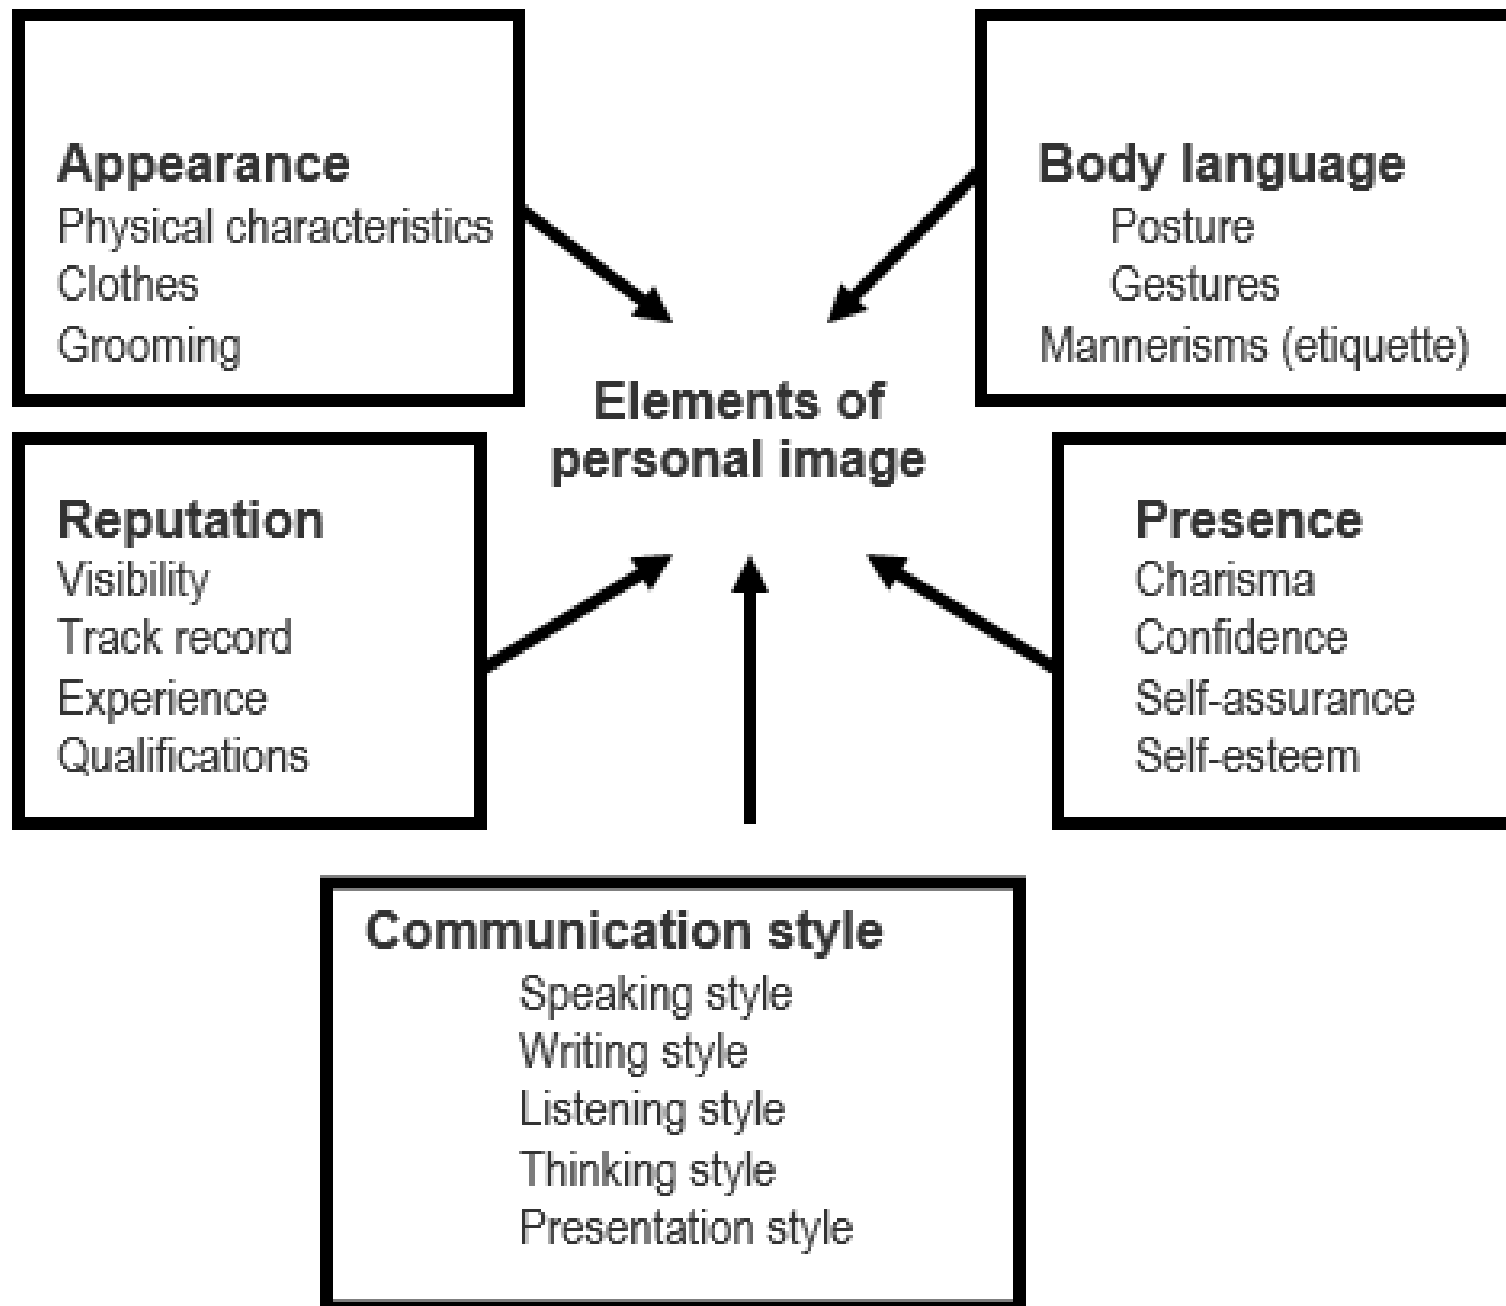 Appearance
Physical characteristics
Clothes
Grooming
Body language
Posture
Gestures
Mannerisms (etiquette)
Elements of
personal image
Reputation
Visibility
Track record
Experience
Qualifications
Presence
Charisma
Confidence
Self-assurance
Self-esteem
Communication style
Speaking style
Writing style
Listening style
Thinking style
Presentation style